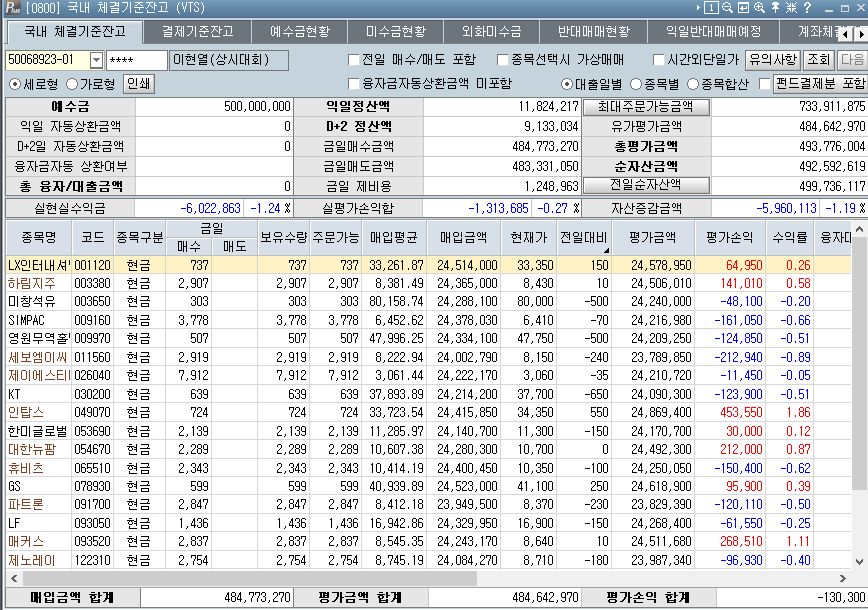 [0800] 국내 체결기준잔고 (VTS)
국내 체결기준잔고 결제기준잔고 예수금현황 미수금현황 외화미수금 반대매매현황 익일반대매매예정 계좌체결
50068923-01 **** 이현열(상시대회) 전일 매수/매도 포함 종목선택시 가상매매 시간외단일가 유의사항 조회 다음
세로형 가로형 인쇄 융자금자동상환금액 미포함 대출일별 종목별 종목합산 펀드결제분 포함
예수금 500,000,000 익일정산액 11,824,217 최대주문가능금액 733,911,875
익일 자동상환금액 0 D+2 정산액 9,133,034 유가평가금액 484,642,970
D+2일 자동상환금액 0 금일매수금액 484,773,270 총평가금액 493,776,004
융자금자동 상환여부 금일매도금액 483,331,050 순자산금액 492,592,619
총 융자/대출금액 0 금일 제비용 1,248,963 전일순자산액 499,736,117
실현실수익금 -6,022,863 -1.24 % 실평가손익합 -1,313,685 -0.27 % 자산증감금액 -5,960,113 -1.19 %
종목명 코드 종목구분 금일 매수 매도 보유수량 주문가능 매입평균 매입금액 현재가 전일대비 평가금액 평가손익 수익률 융자대
LX인터내셔 001120 현금 737 737 737 33,261.87 24,514,000 33,350 150 24,578,950 64,950 0.26
하림지주 003380 현금 2,907 2,907 2,907 8,381.49 24,365,000 8,430 10 24,506,010 141,010 0.58
미창석유 003650 현금 303 303 303 80,158.74 24,288,100 80,000 -500 24,240,000 -48,100 -0.20
SIMPAC 009160 현금 3,778 3,778 3,778 6,452.62 24,378,030 6,410 -70 24,216,980 -161,050 -0.66
영원무역홀 009970 현금 507 507 507 47,996.25 24,334,100 47,750 -500 24,209,250 -124,850 -0.51
세보엠이씨 011560 현금 2,919 2,919 2,919 8,222.94 24,002,790 8,150 -240 23,789,850 -212,940 -0.89
제이에스티 026040 현금 7,912 7,912 7,912 3,061.44 24,222,170 3,060 -35 24,210,720 -11,450 -0.05
KT 030200 현금 639 639 639 37,893.89 24,214,200 37,700 -650 24,090,300 -123,900 -0.51
인탑스 049070 현금 724 724 724 33,723.54 24,415,850 34,350 550 24,869,400 453,550 1.86
한미글로벌 053690 현금 2,139 2,139 2,139 11,285.97 24,140,700 11,300 -150 24,170,700 30,000 0.12
대한뉴팜 054670 현금 2,289 2,289 2,289 10,607.38 24,280,300 10,700 0 24,492,300 212,000 0.87
휴비츠 065510 현금 2,343 2,343 2,343 10,414.19 24,400,450 10,350 -100 24,250,050 -150,400 -0.62
GS 078930 현금 599 599 599 40,939.89 24,523,000 41,100 250 24,618,900 95,900 0.39
파트론 091700 현금 2,847 2,847 2,847 8,412.18 23,949,500 8,370 -230 23,829,390 -120,110 -0.50
LF 093050 현금 1,436 1,436 1,436 16,942.86 24,329,950 16,900 -150 24,268,400 -61,550 -0.25
매커스 093520 현금 2,837 2,837 2,837 8,545.35 24,243,170 8,640 10 24,511,680 268,510 1.11
제노레이 122310 현금 2,754 2,754 2,754 8,745.19 24,084,270 8,710 -180 23,987,340 -96,930 -0.40
매입금액 합계 484,773,270 평가금액 합계 484,642,970 평가손익 합계 -130,300